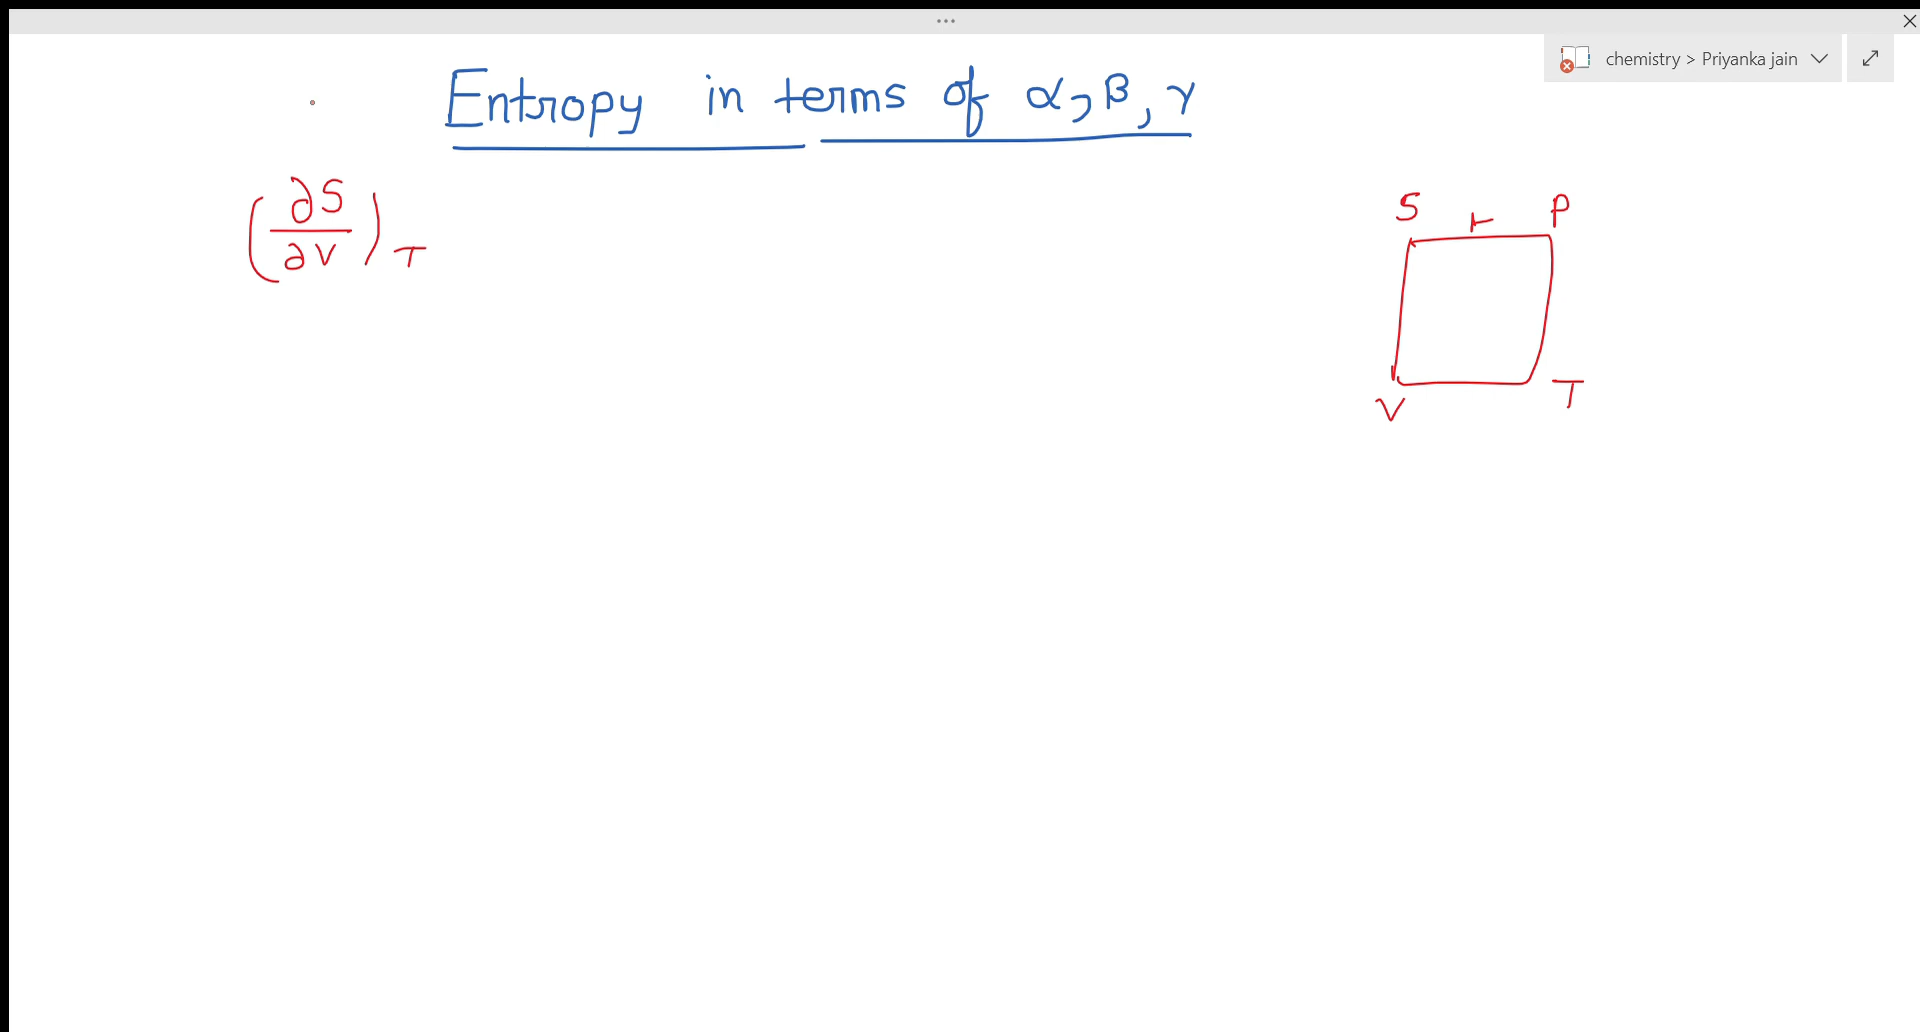 ...
chemistry > Priyanka jain
Entropy in terms of α, β, γ
(∂S/∂V)T
S H P
V T